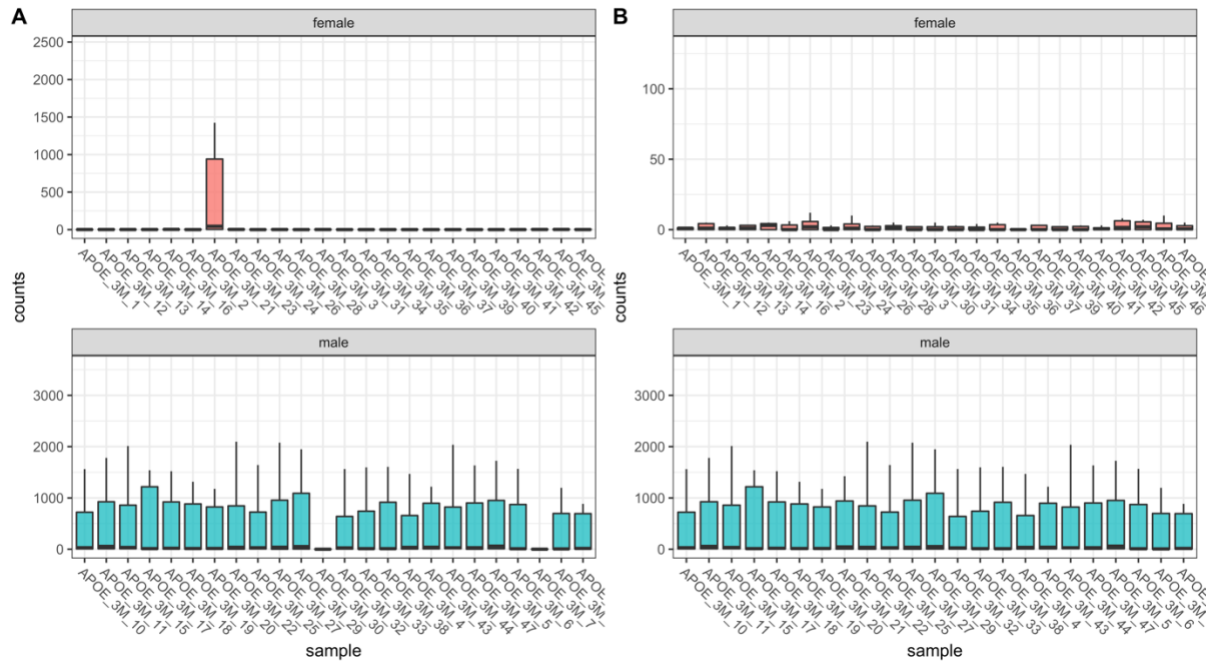 A
female
2500
2000
1500
1000
500
0
APOE_3M_1
APOE_3M_12
APOE_3M_13
APOE_3M_14
APOE_3M_16
APOE_3M_2
APOE_3M_21
APOE_3M_23
APOE_3M_24
APOE_3M_26
APOE_3M_28
APOE_3M_3
APOE_3M_31
APOE_3M_34
APOE_3M_35
APOE_3M_36
APOE_3M_37
APOE_3M_39
APOE_3M_40
APOE_3M_41
APOE_3M_42
APOE_3M_45
counts
male
3000
2000
1000
0
APOE_3M_10
APOE_3M_11
APOE_3M_15
APOE_3M_17
APOE_3M_18
APOE_3M_19
APOE_3M_20
APOE_3M_22
APOE_3M_25
APOE_3M_27
APOE_3M_29
APOE_3M_30
APOE_3M_32
APOE_3M_33
APOE_3M_38
APOE_3M_4
APOE_3M_43
APOE_3M_44
APOE_3M_47
APOE_3M_5
APOE_3M_6
APOE_3M_7
sample
B
female
100
50
0
APOE_3M_1
APOE_3M_12
APOE_3M_13
APOE_3M_14
APOE_3M_16
APOE_3M_2
APOE_3M_23
APOE_3M_24
APOE_3M_26
APOE_3M_28
APOE_3M_3
APOE_3M_30
APOE_3M_31
APOE_3M_34
APOE_3M_35
APOE_3M_36
APOE_3M_37
APOE_3M_39
APOE_3M_40
APOE_3M_41
APOE_3M_42
APOE_3M_45
APOE_3M_46
counts
male
3000
2000
1000
0
APOE_3M_10
APOE_3M_11
APOE_3M_15
APOE_3M_17
APOE_3M_18
APOE_3M_19
APOE_3M_20
APOE_3M_21
APOE_3M_22
APOE_3M_25
APOE_3M_27
APOE_3M_29
APOE_3M_32
APOE_3M_33
APOE_3M_38
APOE_3M_4
APOE_3M_43
APOE_3M_44
APOE_3M_47
APOE_3M_5
APOE_3M_6
APOE_3M_7
sample